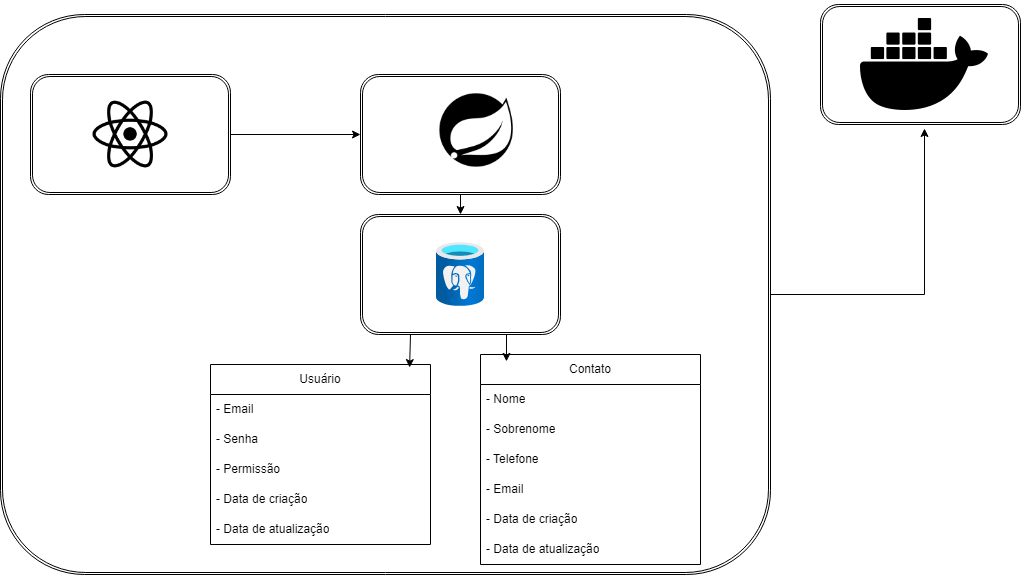 Usuário
- Email
- Senha
- Permissão
- Data de criação
- Data de atualização
Contato
- Nome
- Sobrenome
- Telefone
- Email
- Data de criação
- Data de atualização